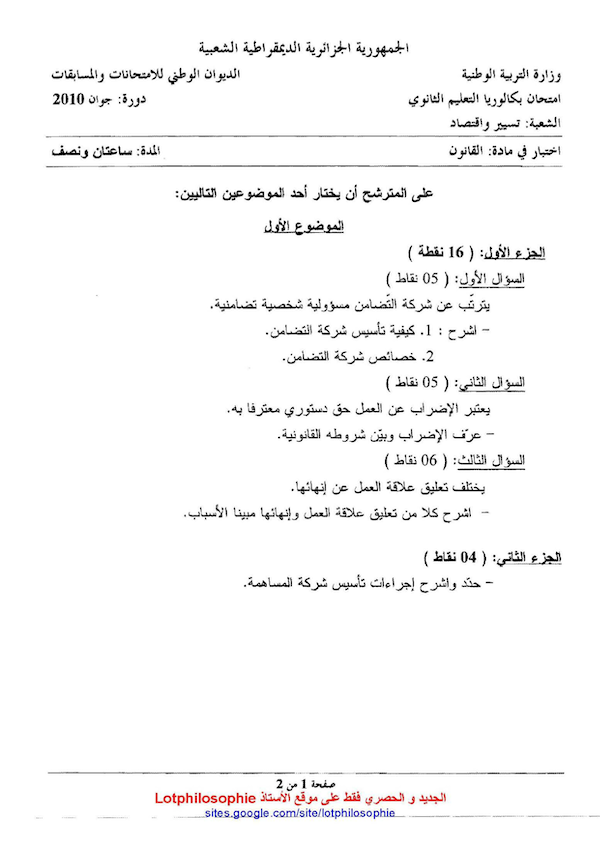 الجمهورية الجزائرية الديمقراطية الشعبية
وزارة التربية الوطنية الديوان الوطني للامتحانات والمسابقات
امتحان بكالوريا التعليم الثانوي دورة: جوان 2010
الشعبة: تسيير واقتصاد
اختبار في مادة: القانون المدة: ساعتان ونصف
على المترشح أن يختار أحد الموضوعين التاليين:
الموضوع الأول
الجزء الأول: ( 16 نقطة )
السؤال الأول: ( 05 نقاط )
يترتّب عن شركة التّضامن مسؤولية شخصية تضامنية.
- اشرح : 1. كيفية تأسيس شركة التضامن.
2. خصائص شركة التضامن.
السؤال الثاني: ( 05 نقاط )
يعتبر الإضراب عن العمل حق دستوري معترفا به.
- عرّف الإضراب وبيّن شروطه القانونية.
السؤال الثالث: ( 06 نقاط )
يختلف تعليق علاقة العمل عن إنهائها.
- اشرح كلا من تعليق علاقة العمل وإنهائها مبينا الأسباب.
الجزء الثاني: ( 04 نقاط )
- حدّد واشرح إجراءات تأسيس شركة المساهمة.
صفحة 1 من 2
الجديد و الحصري فقط على موقع الأستاذ Lotphilosophie
sites.google.com/site/lotphilosophie